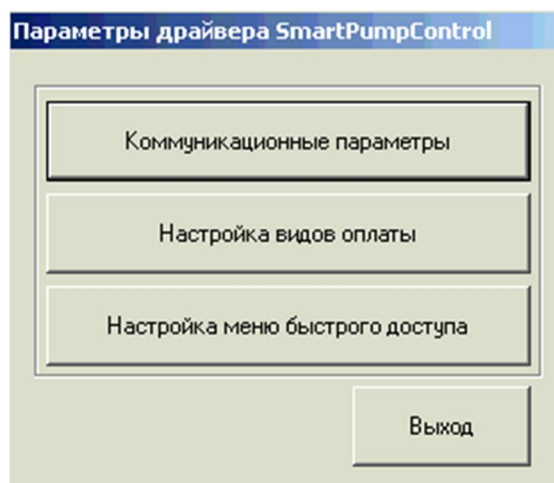 Параметры драйвера SmartPumpControl
Коммуникационные параметры
Настройка видов оплаты
Настройка меню быстрого доступа
Выход